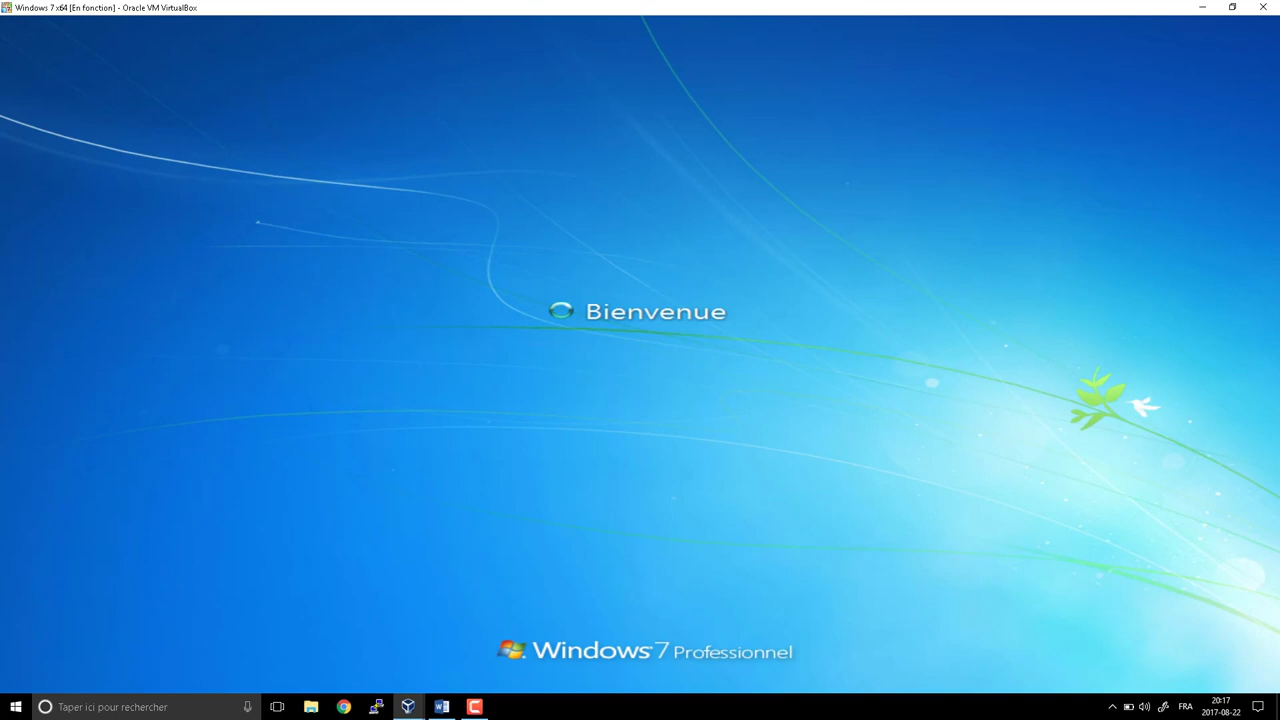 Windows 7 x64 [En fonction] - Oracle VM VirtualBox
Bienvenue
Windows 7 Professionnel
Taper ici pour rechercher
FRA
20:17
2017-08-22